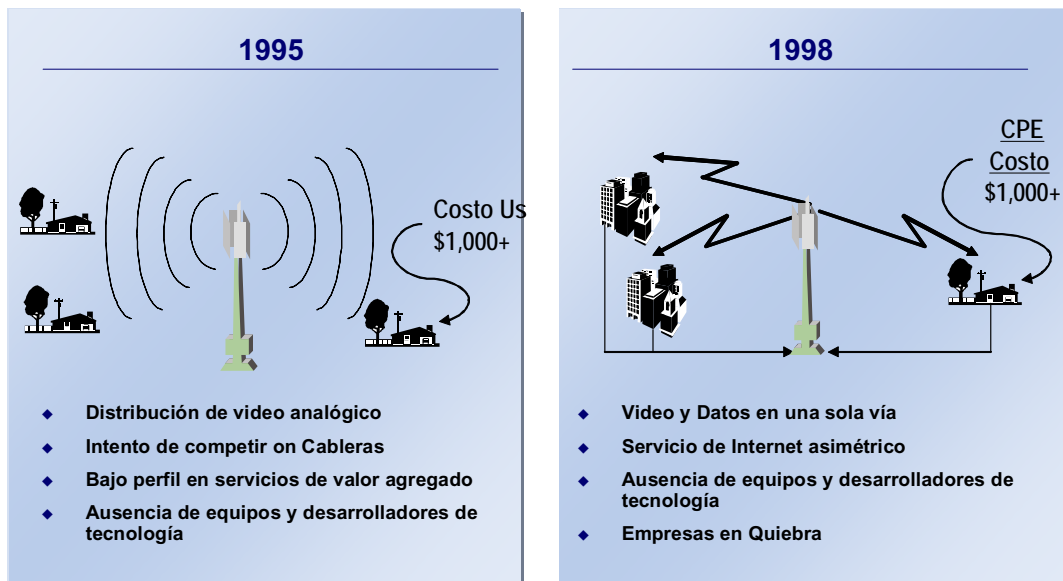 1995
Costo Us
$1,000+
◆ Distribución de video analógico
◆ Intento de competir on Cableras
◆ Bajo perfil en servicios de valor agregado
◆ Ausencia de equipos y desarrolladores de
tecnología
1998
CPE
Costo
$1,000+
◆ Video y Datos en una sola vía
◆ Servicio de Internet asimétrico
◆ Ausencia de equipos y desarrolladores de
tecnología
◆ Empresas en Quiebra